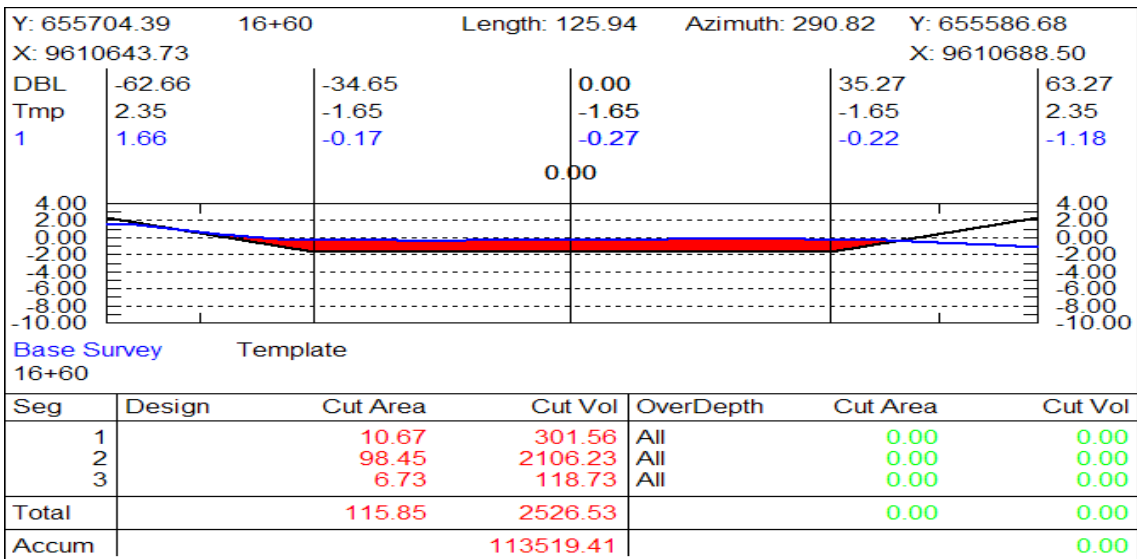 Y: 655704.39 16+60 Length: 125.94 Azimuth: 290.82 Y: 655586.68
X: 9610643.73 X: 9610688.50
DBL -62.66 -34.65 0.00 35.27 63.27
Tmp 2.35 -1.65 -1.65 -1.65 2.35
1 1.66 -0.17 -0.27 -0.22 -1.18
0.00
4.00 4.00
2.00 2.00
0.00 0.00
-2.00 -2.00
-4.00 -4.00
-6.00 -6.00
-8.00 -8.00
-10.00 -10.00
Base Survey Template
16+60
Seg Design Cut Area Cut Vol OverDepth Cut Area Cut Vol
1 10.67 301.56 All 0.00 0.00
2 98.45 2106.23 All 0.00 0.00
3 6.73 118.73 All 0.00 0.00
Total 115.85 2526.53 0.00 0.00
Accum 113519.41 0.00